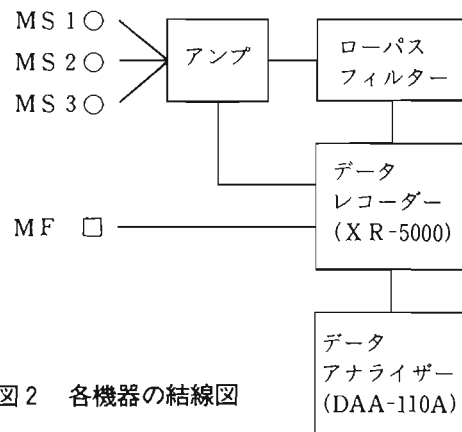 MS1
MS2
MS3
アンプ
ローパス
フィルター
MF
データ
レコーダー
(XR-5000)
データ
アナライザー
(DAA-110A)
図2 各機器の結線図